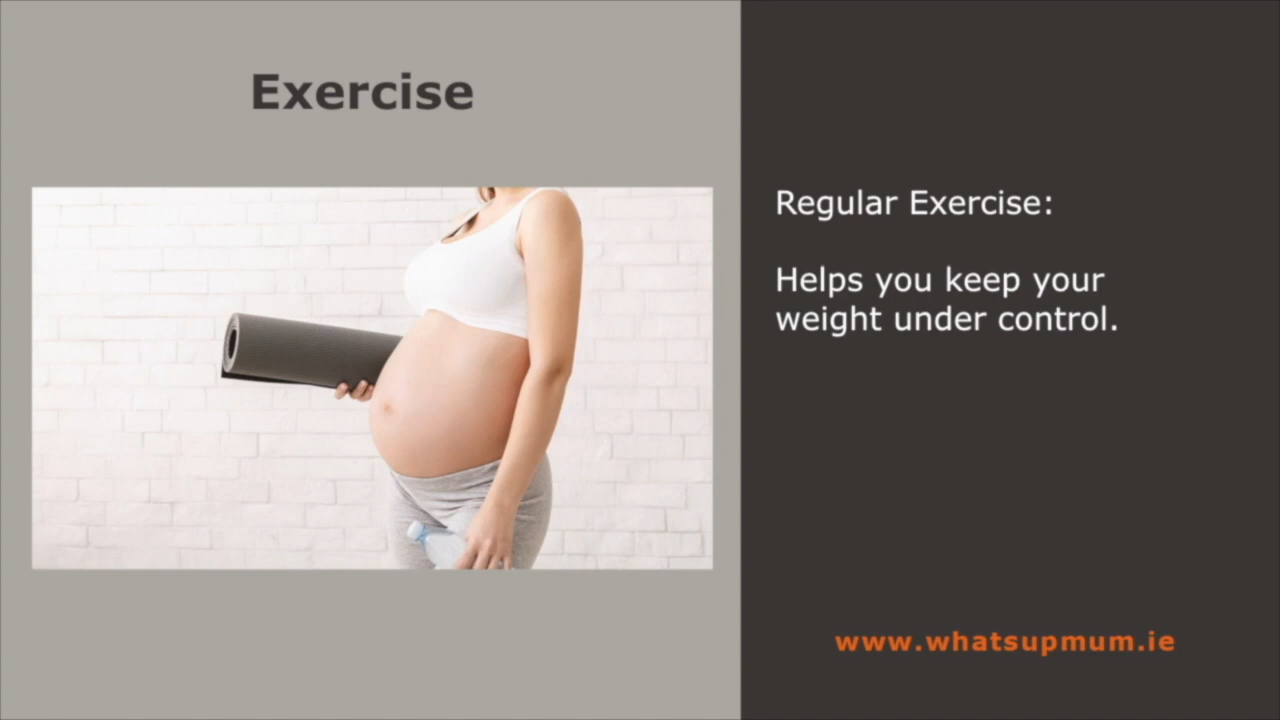 Exercise
Regular Exercise:
Helps you keep your
weight under control.
www.whatsupmum.ie